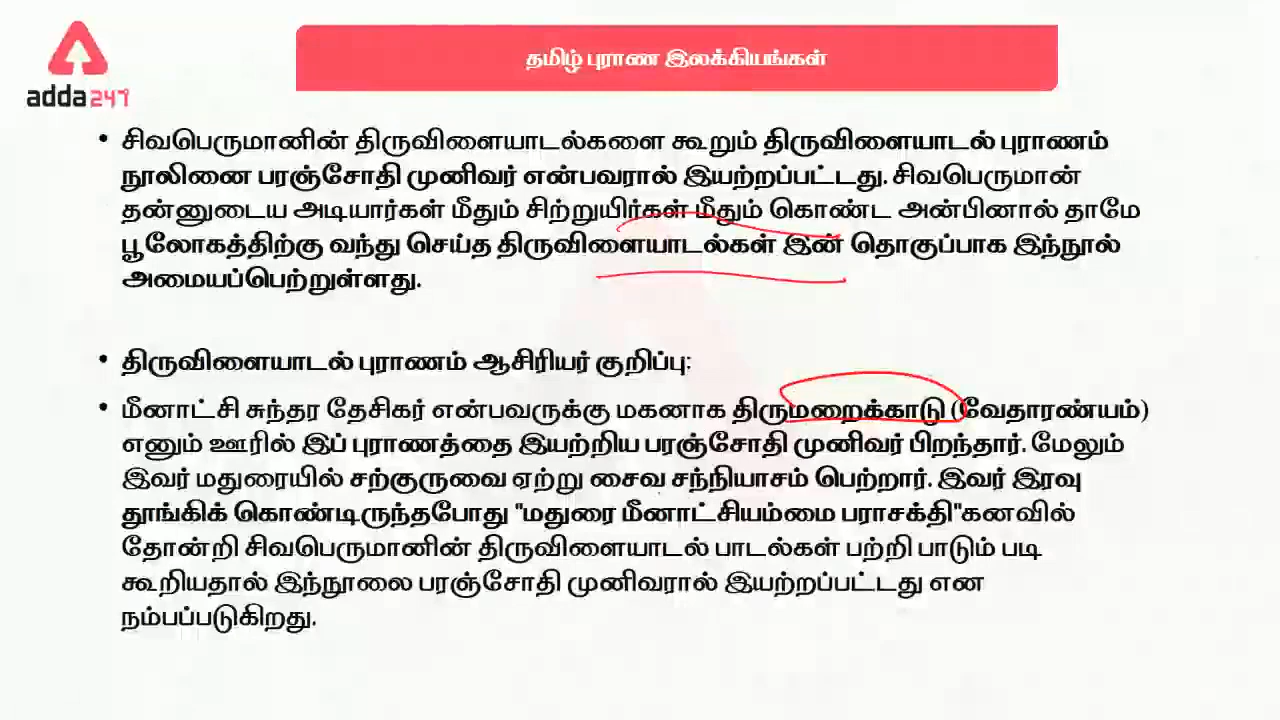 adda247
தமிழ் புராண இலக்கியங்கள்
• சிவபெருமானின் திருவிளையாடல்களை கூறும் திருவிளையாடல் புராணம்
நூலினை பரஞ்சோதி முனிவர் என்பவரால் இயற்றப்பட்டது. சிவபெருமான்
தன்னுடைய அடியார்கள் மீதும் சிற்றுயிர்கள் மீதும் கொண்ட அன்பினால் தாமே
பூலோகத்திற்கு வந்து செய்த திருவிளையாடல்கள் இன் தொகுப்பாக இந்நூல்
அமையப்பெற்றுள்ளது.
• திருவிளையாடல் புராணம் ஆசிரியர் குறிப்பு:
• மீனாட்சி சுந்தர தேசிகர் என்பவருக்கு மகனாக திருமறைக்காடு (வேதாரண்யம்)
எனும் ஊரில் இப் புராணத்தை இயற்றிய பரஞ்சோதி முனிவர் பிறந்தார். மேலும்
இவர் மதுரையில் சற்குருவை ஏற்று சைவ சந்நியாசம் பெற்றார். இவர் இரவு
தூங்கிக் கொண்டிருந்தபோது "மதுரை மீனாட்சியம்மை பராசக்தி"கனவில்
தோன்றி சிவபெருமானின் திருவிளையாடல் பாடல்கள் பற்றி பாடும் படி
கூறியதால் இந்நூலை பரஞ்சோதி முனிவரால் இயற்றப்பட்டது என
நம்பப்படுகிறது.